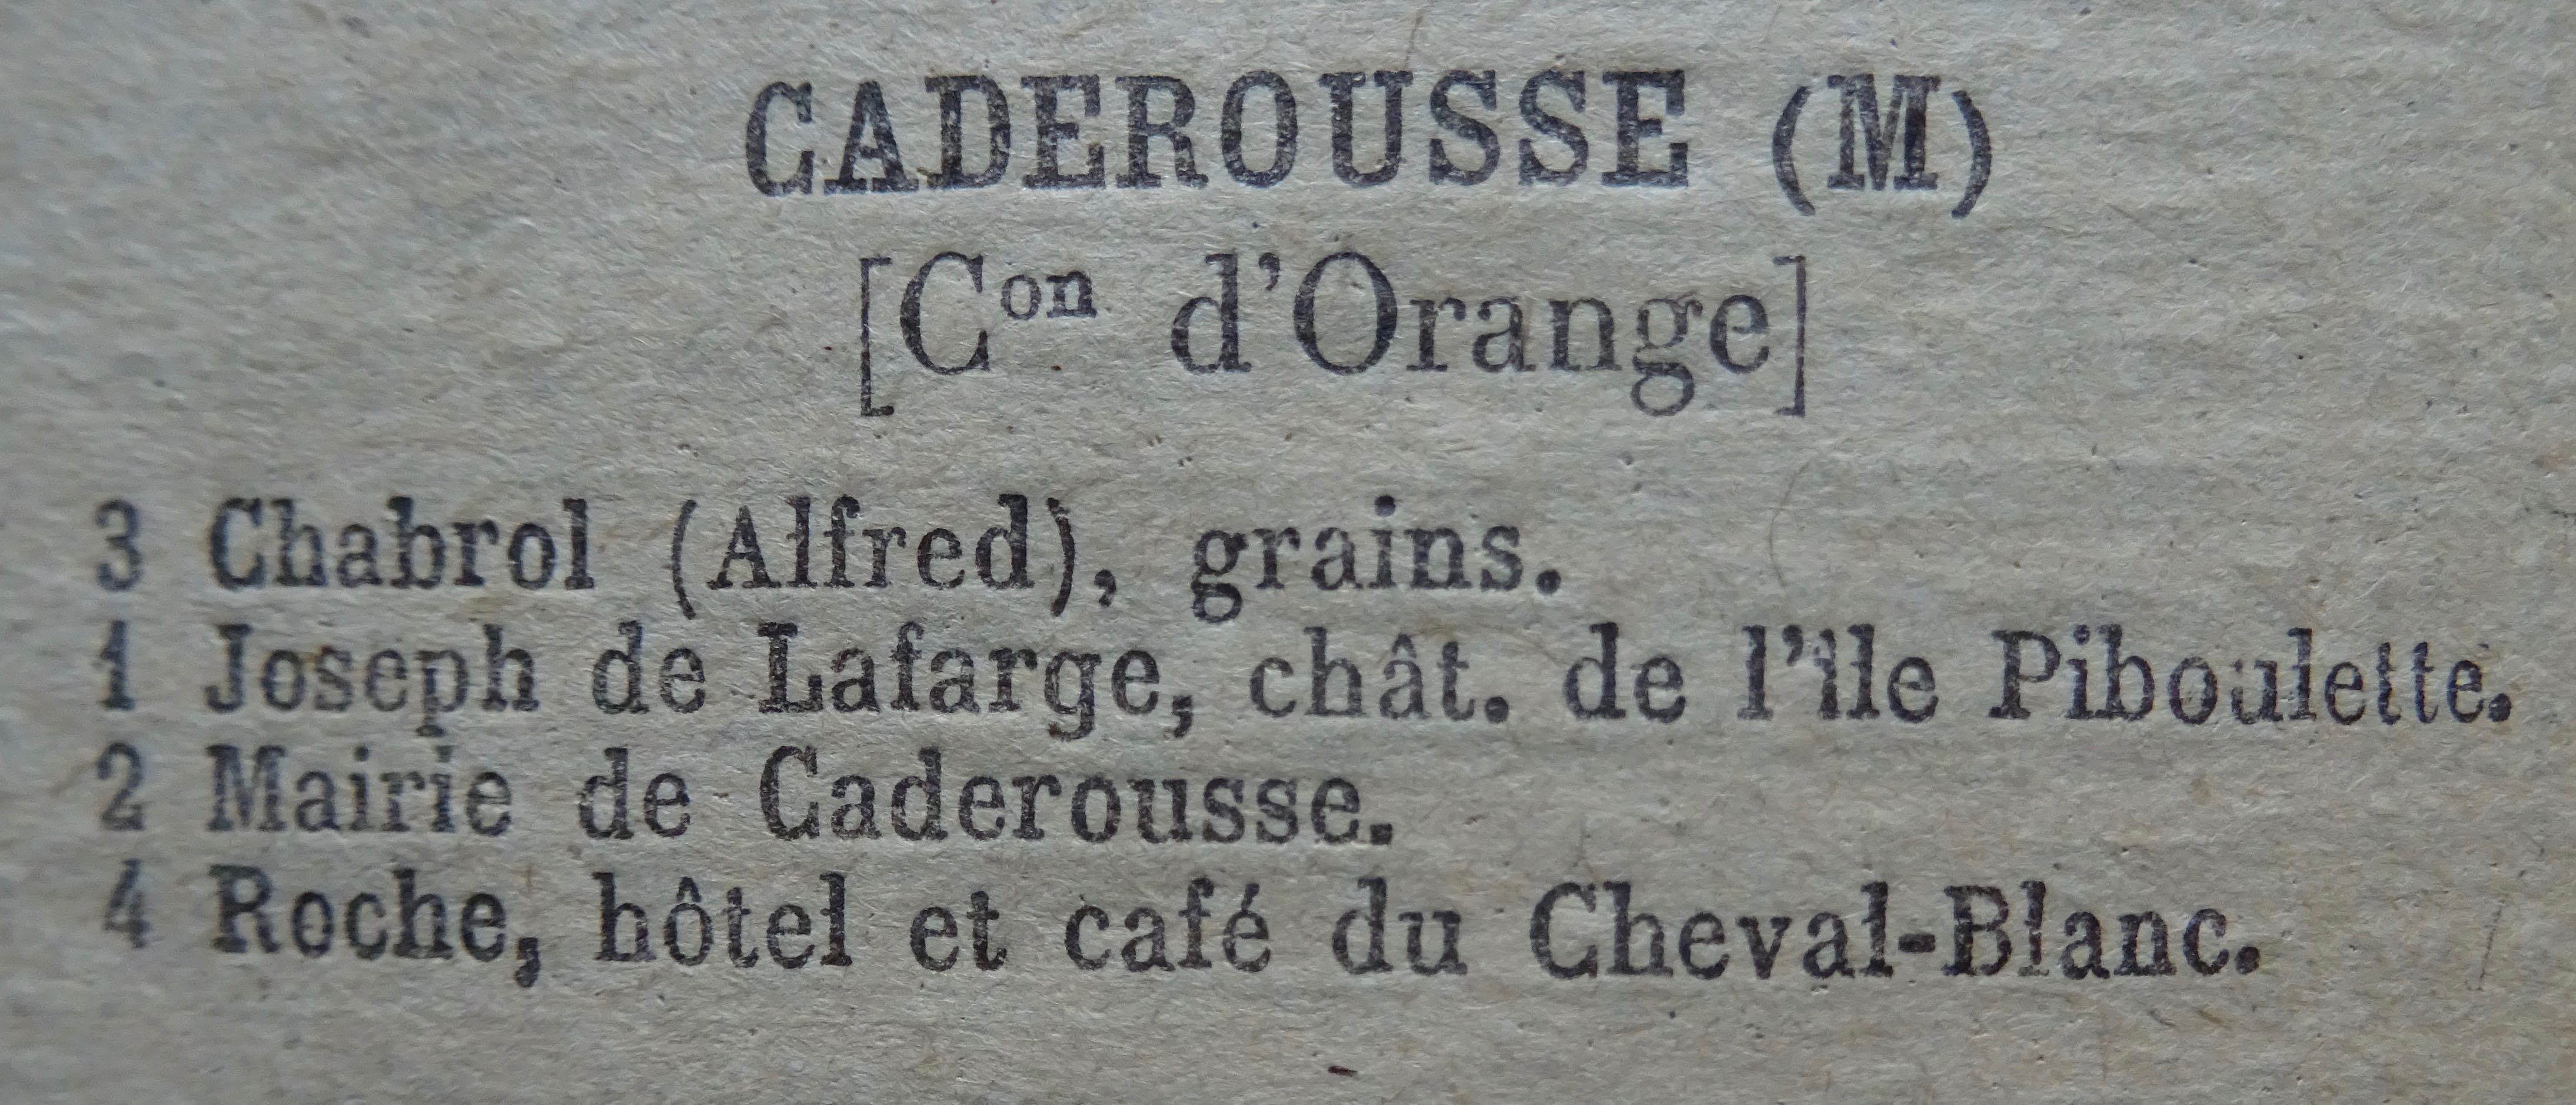 CADEROUSSE (M)
[Con d'Orange]
3 Chabrol (Alfred), grains.
1 Joseph de Lafarge, chât. de l'île Piboulette.
2 Mairie de Caderousse.
4 Roche, hôtel et café du Cheval-Blanc.